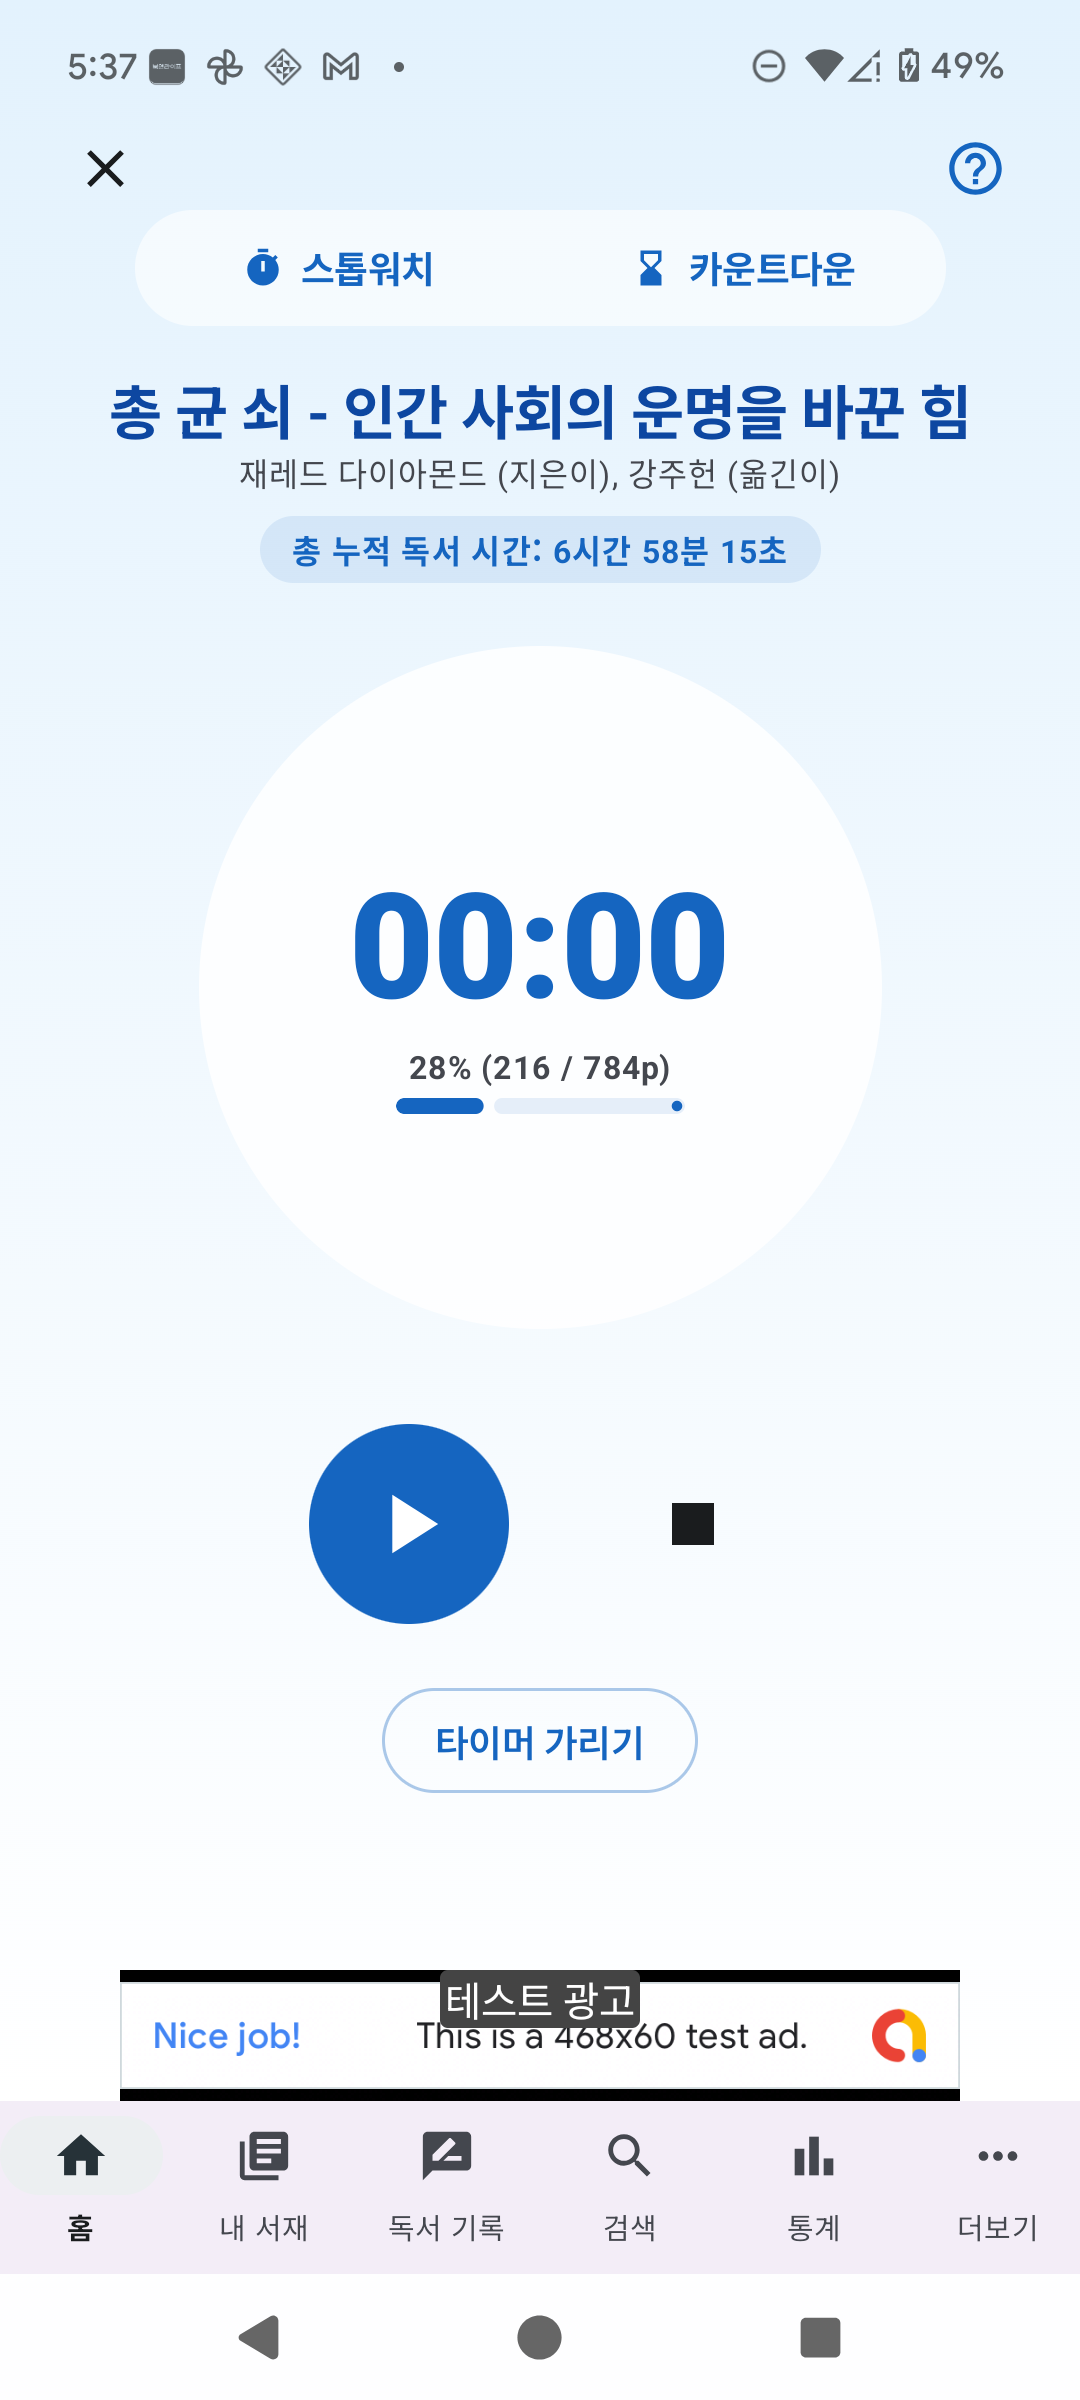 5:37
49%
스톱워치 카운트다운
총 균 쇠 - 인간 사회의 운명을 바꾼 힘
재레드 다이아몬드 (지은이), 강주헌 (옮긴이)
총 누적 독서 시간: 6시간 58분 15초
00:00
28% (216 / 784p)
타이머 가리기
테스트 광고
Nice job! This is a 468x60 test ad.
홈 내 서재 독서 기록 검색 통계 더보기